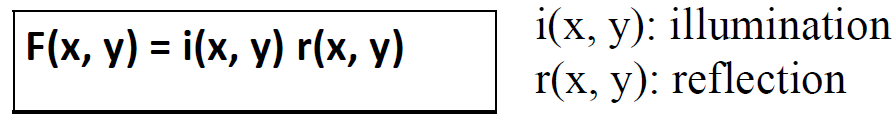 F(x, y) = i(x, y) r(x, y)
i(x, y): illumination
r(x, y): reflection